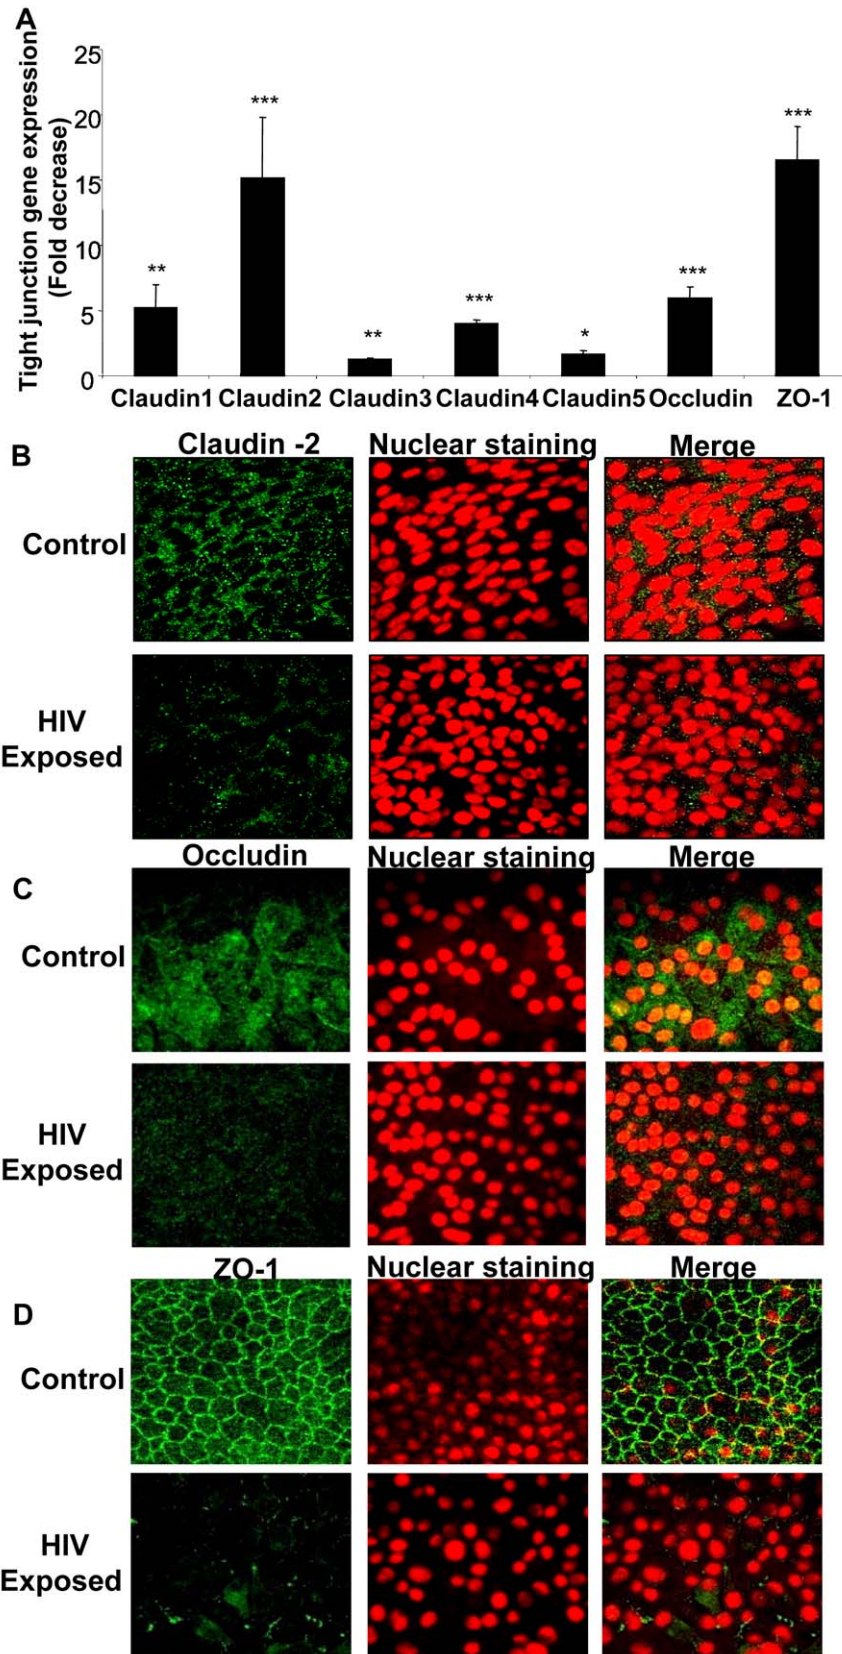 A
Tight junction gene expression
(Fold decrease)
25
20
15
10
5
0
**
***
**
***
*
***
***
Claudin1 Claudin2 Claudin3 Claudin4 Claudin5 Occludin ZO-1
B
Claudin -2 Nuclear staining Merge
Control
HIV
Exposed
C
Occludin Nuclear staining Merge
Control
HIV
Exposed
D
ZO-1 Nuclear staining Merge
Control
HIV
Exposed